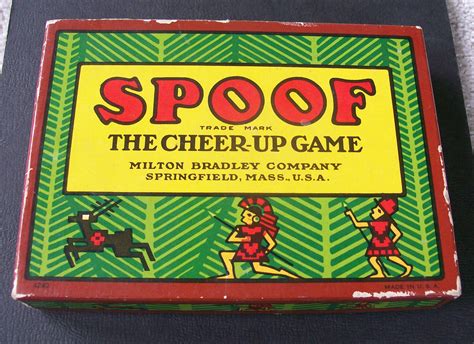 SPOOF
TRADE MARK
THE CHEER-UP GAME
MILTON BRADLEY COMPANY
SPRINGFIELD, MASS., U.S.A.
MADE IN U.S.A.